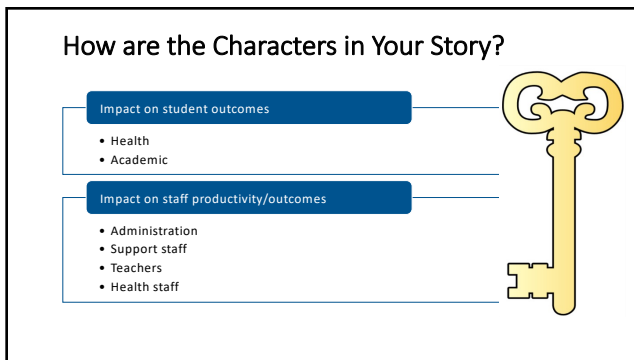 How are the Characters in Your Story?
Impact on student outcomes
• Health
• Academic
Impact on staff productivity/outcomes
• Administration
• Support staff
• Teachers
• Health staff